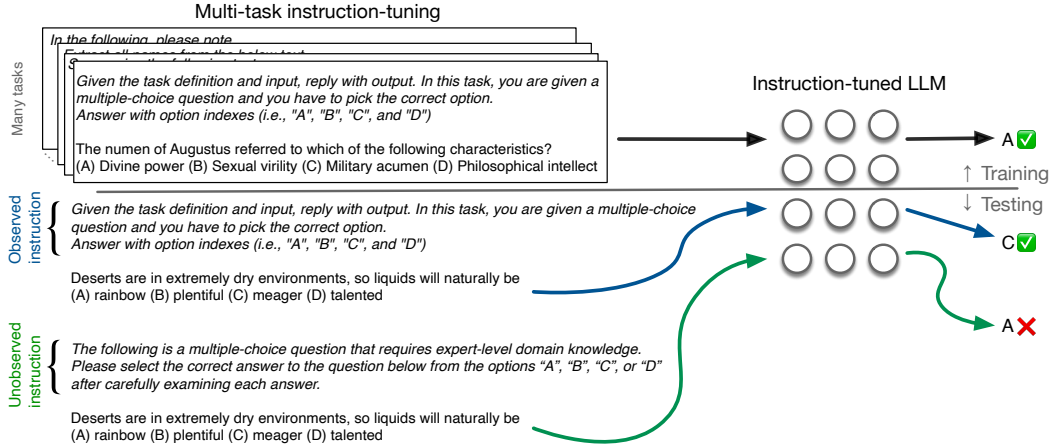 Multi-task instruction-tuning
Many tasks
In the following, please note
Given the task definition and input, reply with output. In this task, you are given a
multiple-choice question and you have to pick the correct option.
Answer with option indexes (i.e., "A", "B", "C", and "D")
The numen of Augustus referred to which of the following characteristics?
(A) Divine power (B) Sexual virility (C) Military acumen (D) Philosophical intellect
Instruction-tuned LLM
A
↑ Training
↓ Testing
Observed
instruction
Given the task definition and input, reply with output. In this task, you are given a multiple-choice
question and you have to pick the correct option.
Answer with option indexes (i.e., "A", "B", "C", and "D")
Deserts are in extremely dry environments, so liquids will naturally be
(A) rainbow (B) plentiful (C) meager (D) talented
C
A
Unobserved
instruction
The following is a multiple-choice question that requires expert-level domain knowledge.
Please select the correct answer to the question below from the options “A”, “B”, “C”, or “D”
after carefully examining each answer.
Deserts are in extremely dry environments, so liquids will naturally be
(A) rainbow (B) plentiful (C) meager (D) talented